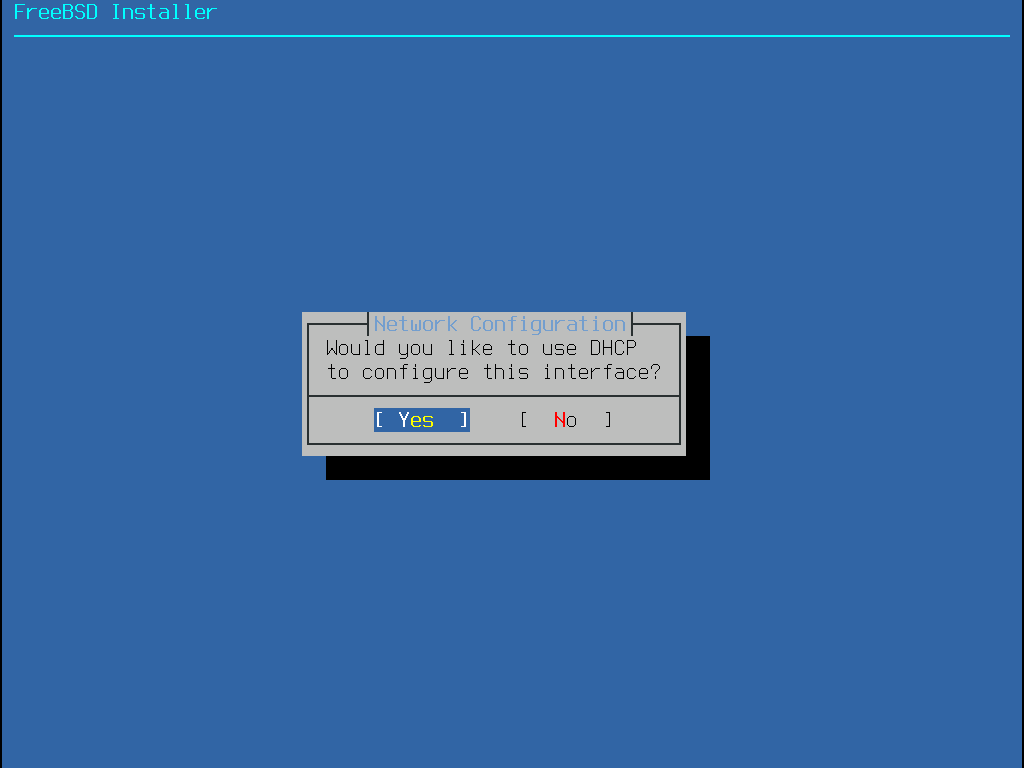 FreeBSD Installer
Network Configuration
Would you like to use DHCP
to configure this interface?
[ Yes ] [ No ]